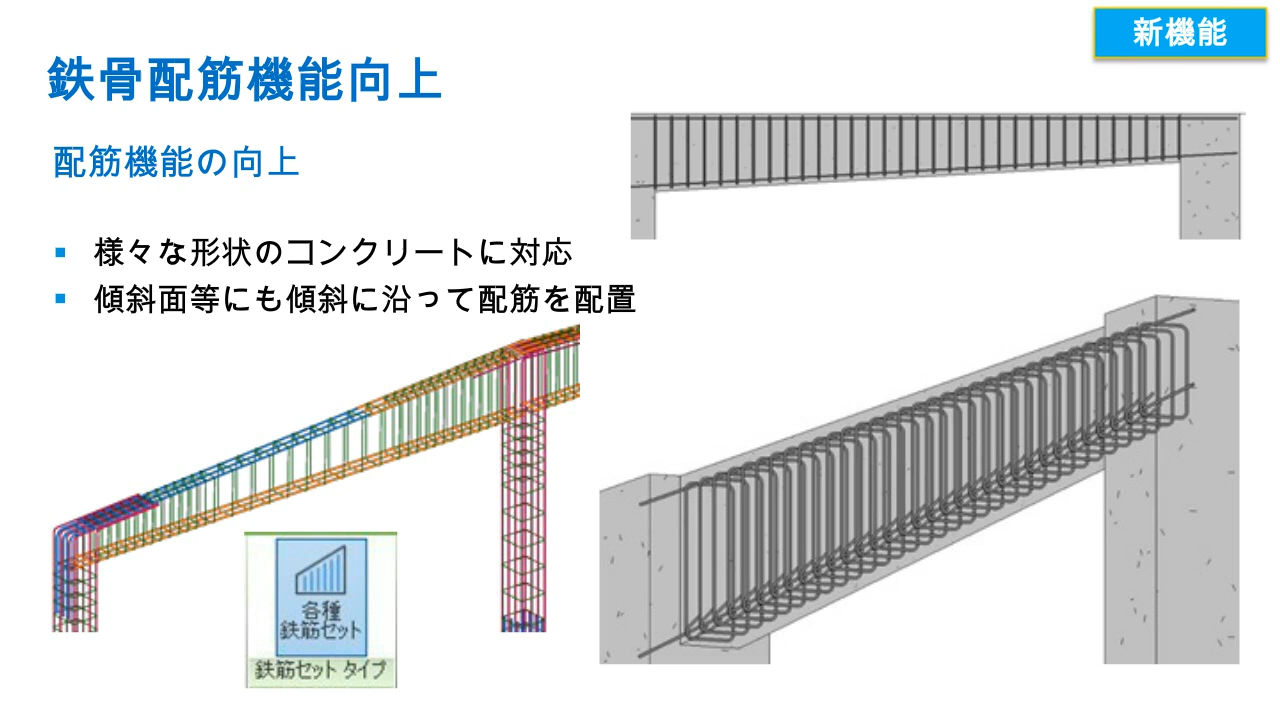 新機能
鉄骨配筋機能向上
配筋機能の向上
▪ 様々な形状のコンクリートに対応
▪ 傾斜面等にも傾斜に沿って配筋を配置
各種
鉄筋セット
鉄筋セット タイプ